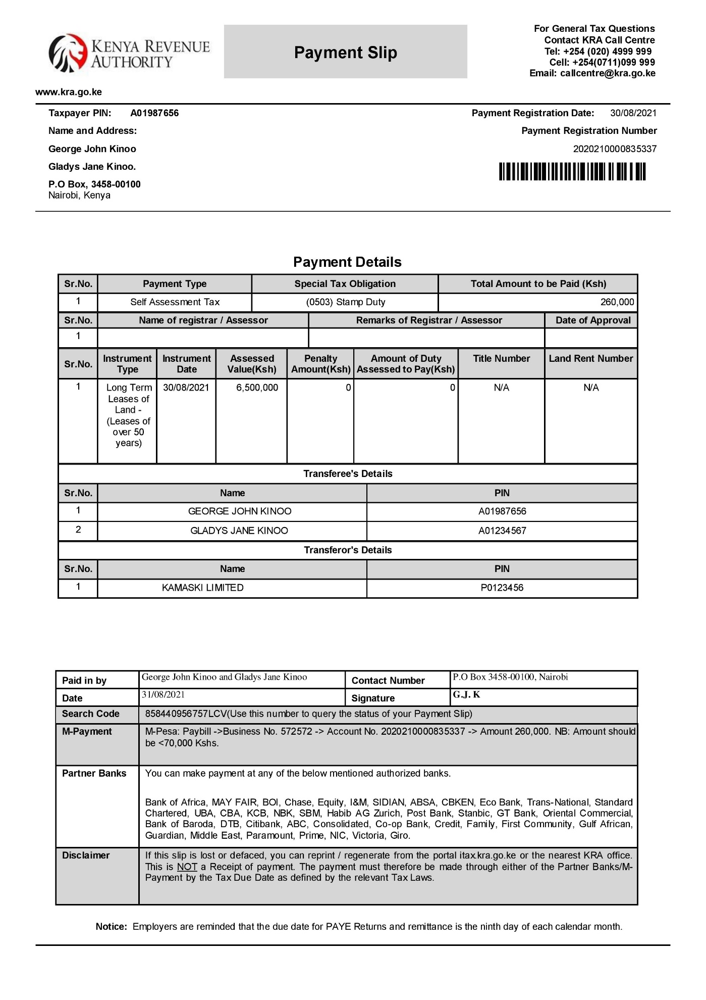 KENYA REVENUE
AUTHORITY
www.kra.go.ke
Payment Slip
For General Tax Questions
Contact KRA Call Centre
Tel: +254 (020) 4999 999
Cell: +254(0711)099 999
Email: callcentre@kra.go.ke
Taxpayer PIN: A01987656
Name and Address:
George John Kinoo
Gladys Jane Kinoo.
P.O Box, 3458-00100
Nairobi, Kenya
Payment Registration Date: 30/08/2021
Payment Registration Number
2020210000835337
Payment Details
Sr.No. Payment Type Special Tax Obligation Total Amount to be Paid (Ksh)
1 Self Assessment Tax (0503) Stamp Duty 260,000
Sr.No. Name of registrar / Assessor Remarks of Registrar / Assessor Date of Approval
1
Sr.No. Instrument Type Instrument Date Assessed Value(Ksh) Penalty Amount(Ksh) Amount of Duty Assessed to Pay(Ksh) Title Number Land Rent Number
1 Long Term 30/08/2021 6,500,000 0 0 N/A N/A
Leases of
Land -
(Leases of
over 50
years)
Transferee's Details
Sr.No. Name PIN
1 GEORGE JOHN KINOO A01987656
2 GLADYS JANE KINOO A01234567
Transferor's Details
Sr.No. Name PIN
1 KAMASKI LIMITED P0123456
Paid in by George John Kinoo and Gladys Jane Kinoo Contact Number P.O Box 3458-00100, Nairobi
Date 31/08/2021 Signature G.J. K
Search Code 858440956757LCV(Use this number to query the status of your Payment Slip)
M-Payment M-Pesa: Paybill ->Business No. 572572 -> Account No. 2020210000835337 -> Amount 260,000. NB: Amount should
be <70,000 Kshs.
Partner Banks You can make payment at any of the below mentioned authorized banks.
Bank of Africa, MAY FAIR, BOI, Chase, Equity, I&M, SIDIAN, ABSA, CBKEN, Eco Bank, Trans-National, Standard
Chartered, UBA, CBA, KCB, NBK, SBM, Habib AG Zurich, Post Bank, Stanbic, GT Bank, Oriental Commercial,
Bank of Baroda, DTB, Citibank, ABC, Consolidated, Co-op Bank, Credit, Family, First Community, Gulf African,
Guardian, Middle East, Paramount, Prime, NIC, Victoria, Giro.
Disclaimer If this slip is lost or defaced, you can reprint / regenerate from the portal itax.kra.go.ke or the nearest KRA office.
This is NOT a Receipt of payment. The payment must therefore be made through either of the Partner Banks/M-
Payment by the Tax Due Date as defined by the relevant Tax Laws.
Notice: Employers are reminded that the due date for PAYE Returns and remittance is the ninth day of each calendar month.